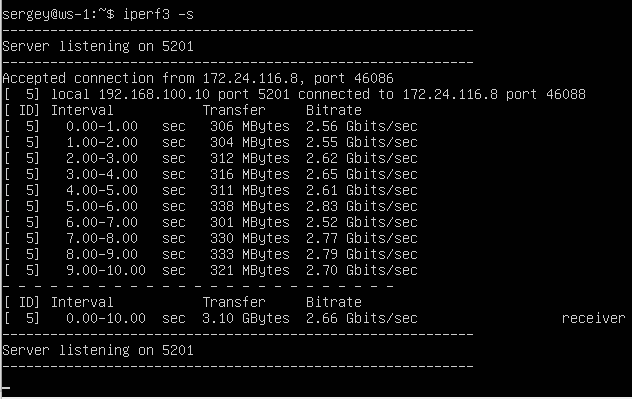 sergey@ws-1:~$ iperf3 -s
-----------------------------------------------------------
Server listening on 5201
-----------------------------------------------------------
Accepted connection from 172.24.116.8, port 46086
[  5] local 192.168.100.10 port 5201 connected to 172.24.116.8 port 46088
[ ID] Interval           Transfer     Bitrate
[  5]   0.00-1.00   sec   306 MBytes  2.56 Gbits/sec
[  5]   1.00-2.00   sec   304 MBytes  2.55 Gbits/sec
[  5]   2.00-3.00   sec   312 MBytes  2.62 Gbits/sec
[  5]   3.00-4.00   sec   316 MBytes  2.65 Gbits/sec
[  5]   4.00-5.00   sec   311 MBytes  2.61 Gbits/sec
[  5]   5.00-6.00   sec   338 MBytes  2.83 Gbits/sec
[  5]   6.00-7.00   sec   301 MBytes  2.52 Gbits/sec
[  5]   7.00-8.00   sec   330 MBytes  2.77 Gbits/sec
[  5]   8.00-9.00   sec   333 MBytes  2.79 Gbits/sec
[  5]   9.00-10.00  sec   321 MBytes  2.70 Gbits/sec
- - - - - - - - - - - - - - - - - - - - - - - - -
[ ID] Interval           Transfer     Bitrate
[  5]   0.00-10.00  sec  3.10 GBytes  2.66 Gbits/sec                  receiver
-----------------------------------------------------------
Server listening on 5201
-----------------------------------------------------------
_